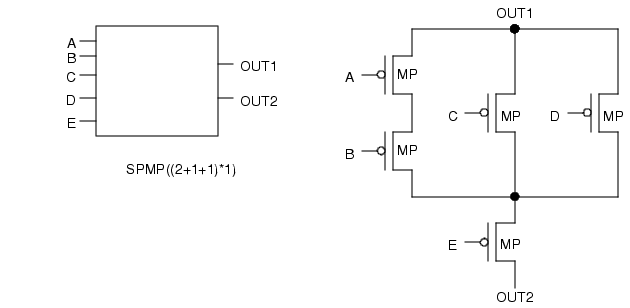 A
B
C
D
E
OUT1
OUT2
SPMP((2+1+1)*1)
OUT1
A MP
C MP
D MP
B MP
E MP
OUT2